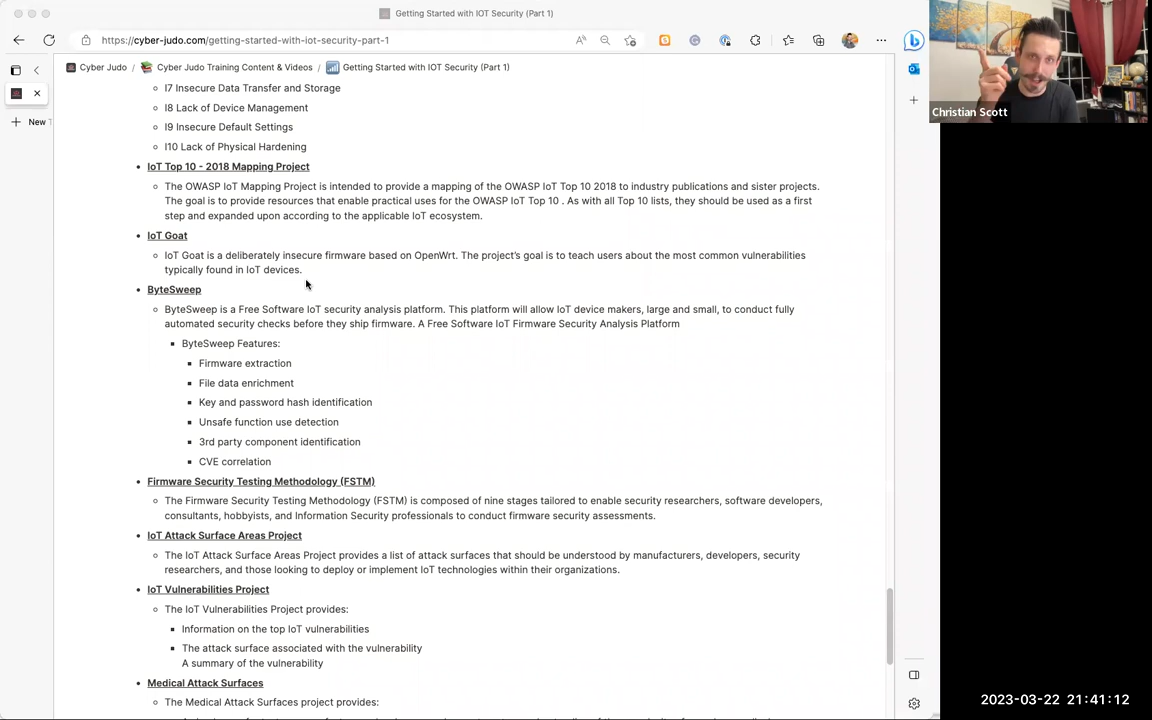 Getting Started with IOT Security (Part 1)
https://cyber-judo.com/getting-started-with-iot-security-part-1
Cyber Judo / Cyber Judo Training Content & Videos / Getting Started with IOT Security (Part 1)
New
I7 Insecure Data Transfer and Storage
I8 Lack of Device Management
I9 Insecure Default Settings
I10 Lack of Physical Hardening
IoT Top 10 - 2018 Mapping Project
The OWASP IoT Mapping Project is intended to provide a mapping of the OWASP IoT Top 10 2018 to industry publications and sister projects.
The goal is to provide resources that enable practical uses for the OWASP IoT Top 10 . As with all Top 10 lists, they should be used as a first
step and expanded upon according to the applicable IoT ecosystem.
IoT Goat
IoT Goat is a deliberately insecure firmware based on OpenWrt. The project's goal is to teach users about the most common vulnerabilities
typically found in IoT devices.
ByteSweep
ByteSweep is a Free Software IoT security analysis platform. This platform will allow IoT device makers, large and small, to conduct fully
automated security checks before they ship firmware. A Free Software IoT Firmware Security Analysis Platform
ByteSweep Features:
Firmware extraction
File data enrichment
Key and password hash identification
Unsafe function use detection
3rd party component identification
CVE correlation
Firmware Security Testing Methodology (FSTM)
The Firmware Security Testing Methodology (FSTM) is composed of nine stages tailored to enable security researchers, software developers,
consultants, hobbyists, and Information Security professionals to conduct firmware security assessments.
IoT Attack Surface Areas Project
The IoT Attack Surface Areas Project provides a list of attack surfaces that should be understood by manufacturers, developers, security
researchers, and those looking to deploy or implement IoT technologies within their organizations.
IoT Vulnerabilities Project
The IoT Vulnerabilities Project provides:
Information on the top IoT vulnerabilities
The attack surface associated with the vulnerability
A summary of the vulnerability
Medical Attack Surfaces
The Medical Attack Surfaces project provides:
Christian Scott
2023-03-22 21:41:12